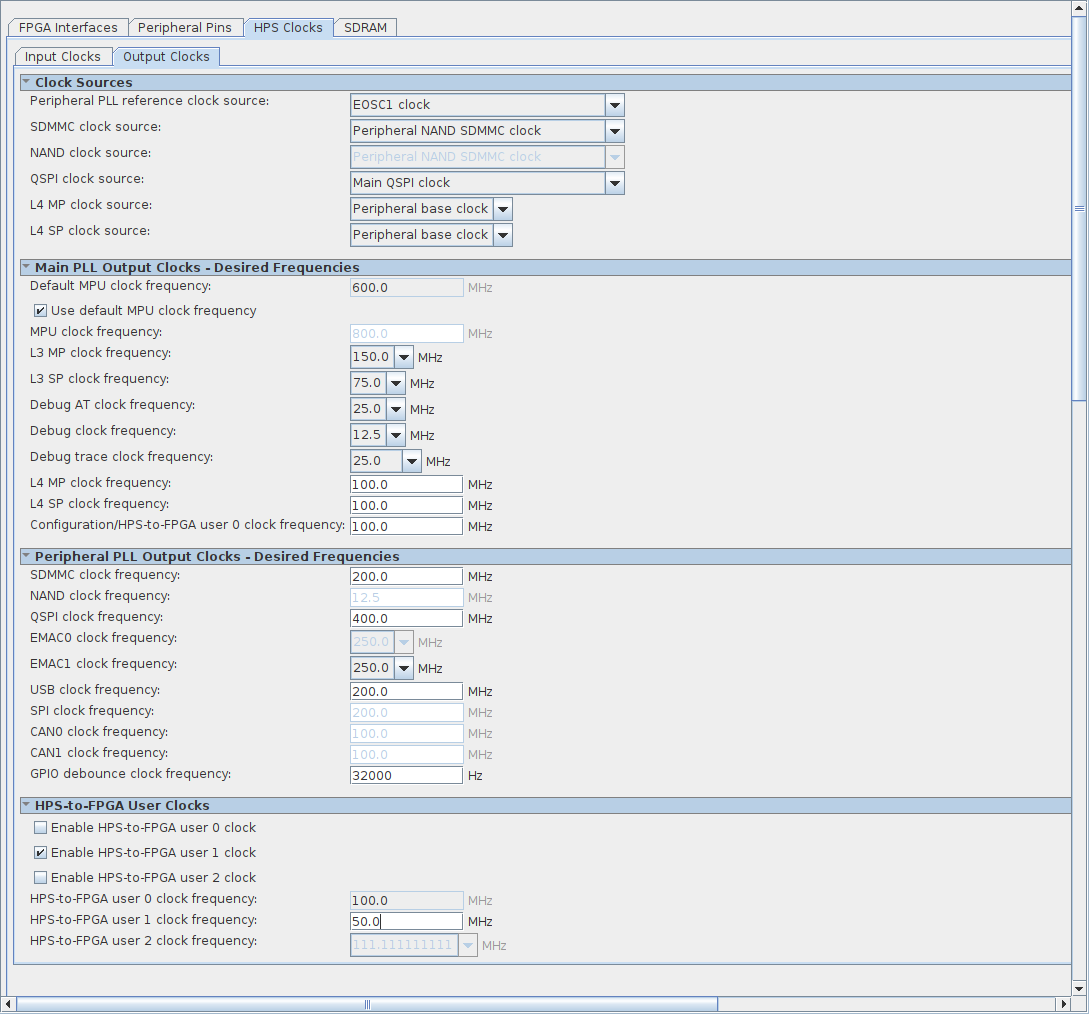 FPGA Interfaces Peripheral Pins HPS Clocks SDRAM
Input Clocks Output Clocks
Clock Sources
Peripheral PLL reference clock source: EOSC1 clock
SDMMC clock source: Peripheral NAND SDMMC clock
NAND clock source: Peripheral NAND SDMMC clock
QSPI clock source: Main QSPI clock
L4 MP clock source: Peripheral base clock
L4 SP clock source: Peripheral base clock
Main PLL Output Clocks - Desired Frequencies
Default MPU clock frequency: 600.0 MHz
Use default MPU clock frequency
MPU clock frequency: 800.0 MHz
L3 MP clock frequency: 150.0 MHz
L3 SP clock frequency: 75.0 MHz
Debug AT clock frequency: 25.0 MHz
Debug clock frequency: 12.5 MHz
Debug trace clock frequency: 25.0 MHz
L4 MP clock frequency: 100.0 MHz
L4 SP clock frequency: 100.0 MHz
Configuration/HPS-to-FPGA user 0 clock frequency: 100.0 MHz
Peripheral PLL Output Clocks - Desired Frequencies
SDMMC clock frequency: 200.0 MHz
NAND clock frequency: 12.5 MHz
QSPI clock frequency: 400.0 MHz
EMAC0 clock frequency: 250.0 MHz
EMAC1 clock frequency: 250.0 MHz
USB clock frequency: 200.0 MHz
SPI clock frequency: 200.0 MHz
CAN0 clock frequency: 100.0 MHz
CAN1 clock frequency: 100.0 MHz
GPIO debounce clock frequency: 32000 Hz
HPS-to-FPGA User Clocks
Enable HPS-to-FPGA user 0 clock
Enable HPS-to-FPGA user 1 clock
Enable HPS-to-FPGA user 2 clock
HPS-to-FPGA user 0 clock frequency: 100.0 MHz
HPS-to-FPGA user 1 clock frequency: 50.0 MHz
HPS-to-FPGA user 2 clock frequency: 111.111111111 MHz